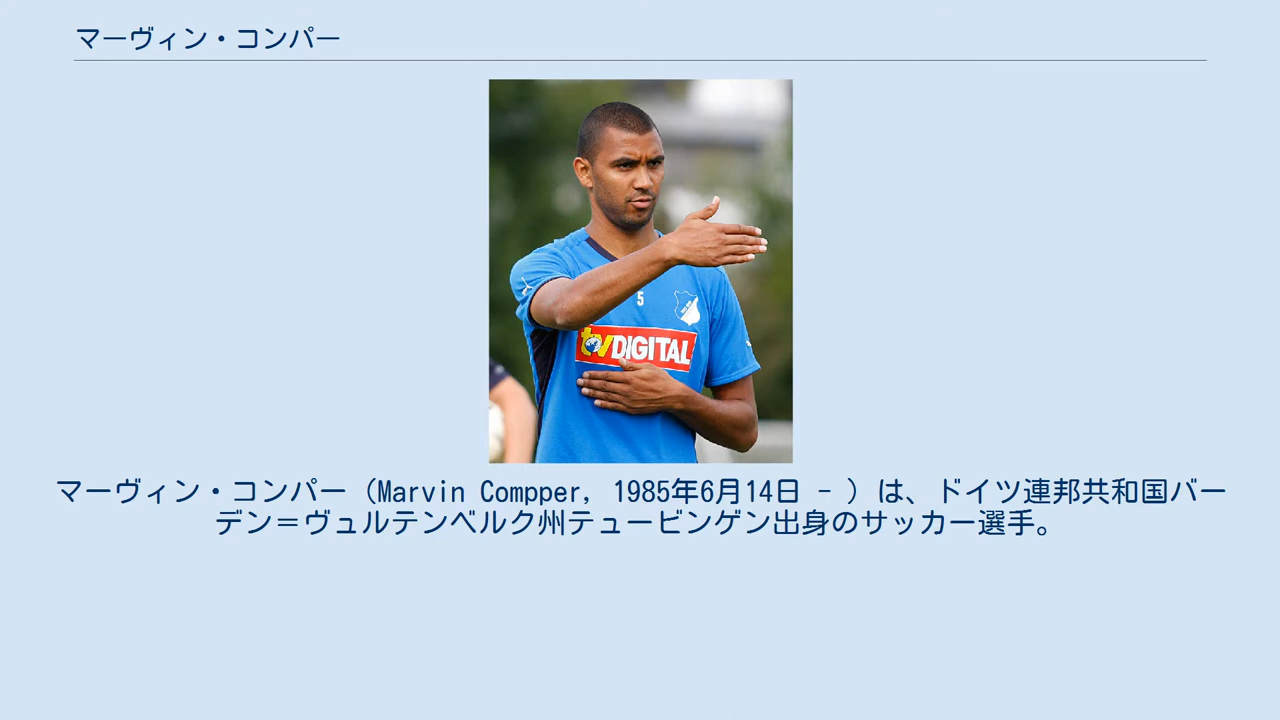 マーヴィン・コンパー
5
tvDIGITAL
マーヴィン・コンパー（Marvin Compper, 1985年6月14日 - ）は、ドイツ連邦共和国バー
デン＝ヴュルテンベルク州テュービンゲン出身のサッカー選手。